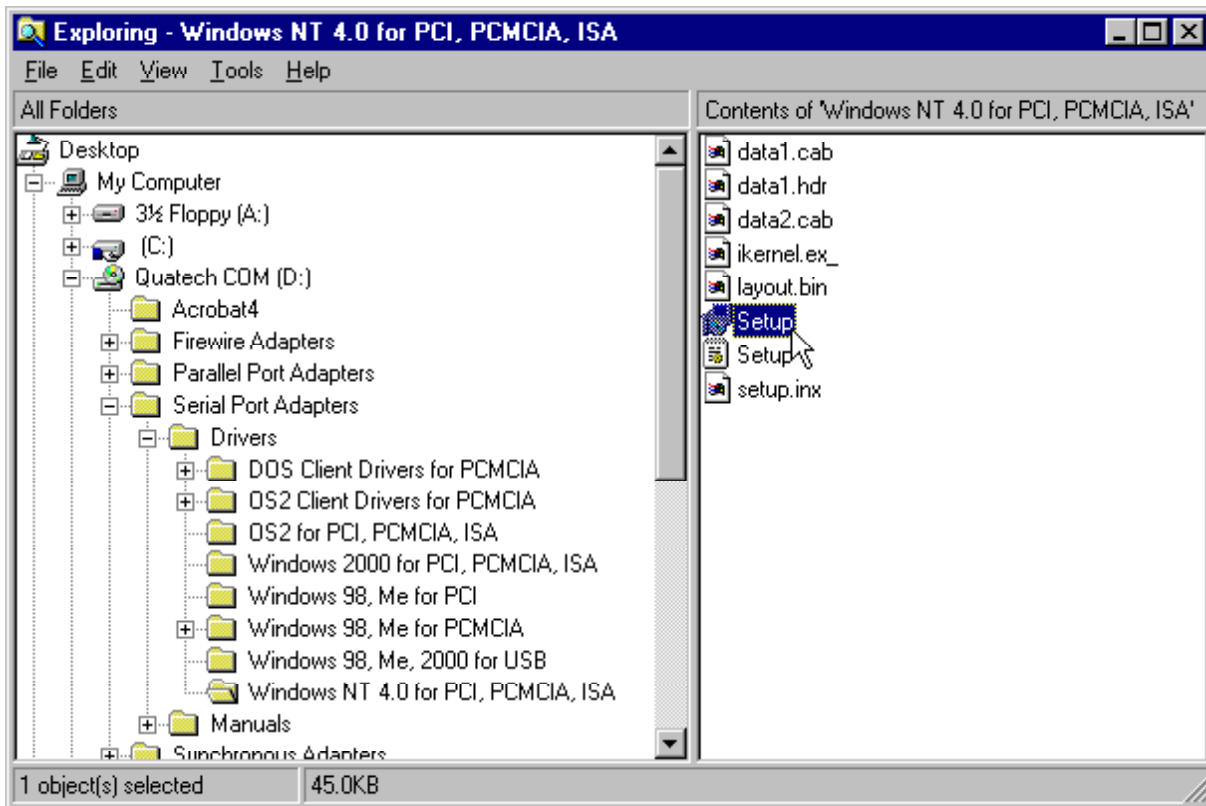 Exploring - Windows NT 4.0 for PCI, PCMCIA, ISA
File Edit View Tools Help
All Folders
Contents of 'Windows NT 4.0 for PCI, PCMCIA, ISA'
Desktop
My Computer
3½ Floppy (A:)
(C:)
Quatech COM (D:)
Acrobat4
Firewire Adapters
Parallel Port Adapters
Serial Port Adapters
Drivers
DOS Client Drivers for PCMCIA
OS2 Client Drivers for PCMCIA
OS2 for PCI, PCMCIA, ISA
Windows 2000 for PCI, PCMCIA, ISA
Windows 98, Me for PCI
Windows 98, Me for PCMCIA
Windows 98, Me, 2000 for USB
Windows NT 4.0 for PCI, PCMCIA, ISA
Manuals
Synchronous Adapters
data1.cab
data1.hdr
data2.cab
ikernel.ex_
layout.bin
Setup
Setup
setup.inx
1 object(s) selected
45.0KB